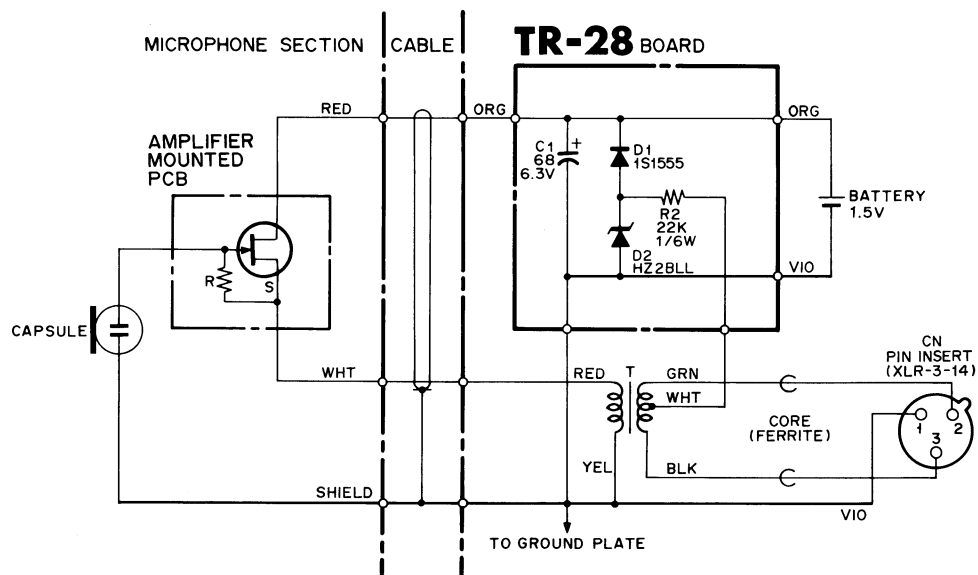 MICROPHONE SECTION
CABLE
TR-28 BOARD
RED
ORG
ORG
AMPLIFIER
MOUNTED
PCB
C1
68
6.3V
+
D1
1S1555
R2
22K
1/6W
BATTERY
1.5V
D2
HZ2BLL
VIO
R
S
CAPSULE
WHT
RED
T
GRN
WHT
CN
PIN INSERT
(XLR-3-14)
CORE
(FERRITE)
1
2
3
YEL
BLK
SHIELD
VIO
TO GROUND PLATE